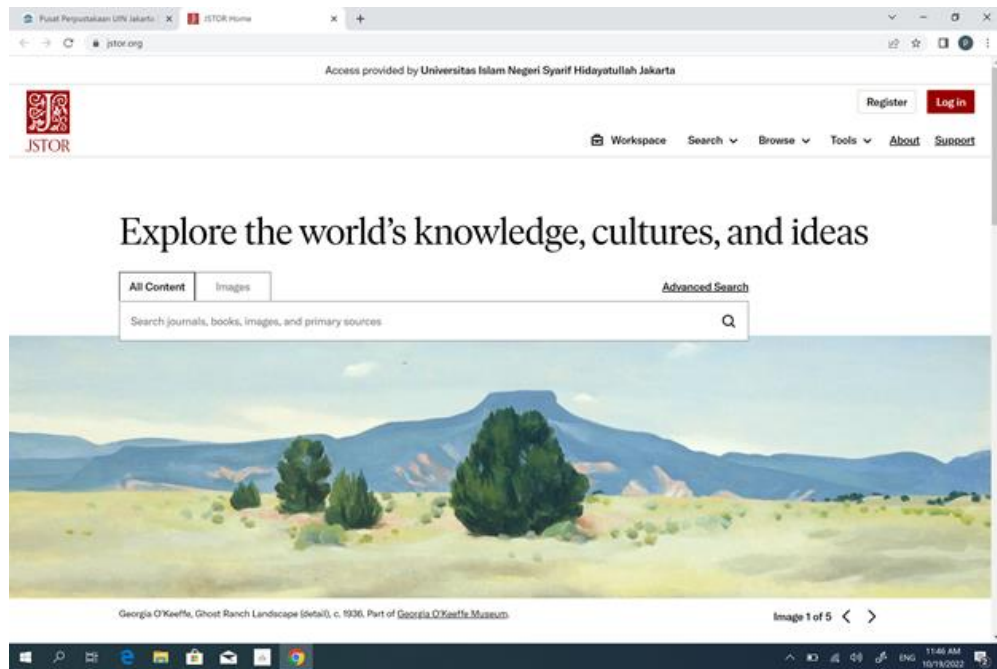 Pusat Perpustakaan UIN Jakarta
JSTOR Home
jstor.org
P
Access provided by Universitas Islam Negeri Syarif Hidayatullah Jakarta
JSTOR
Register
Log in
Workspace Search Browse Tools About Support
Explore the world's knowledge, cultures, and ideas
All Content Images Advanced Search
Search journals, books, images, and primary sources
Georgia O'Keeffe, Ghost Ranch Landscape (detail), c. 1936. Part of Georgia O'Keeffe Museum.
Image 1 of 5
ENG
11:46 AM
10/19/2022